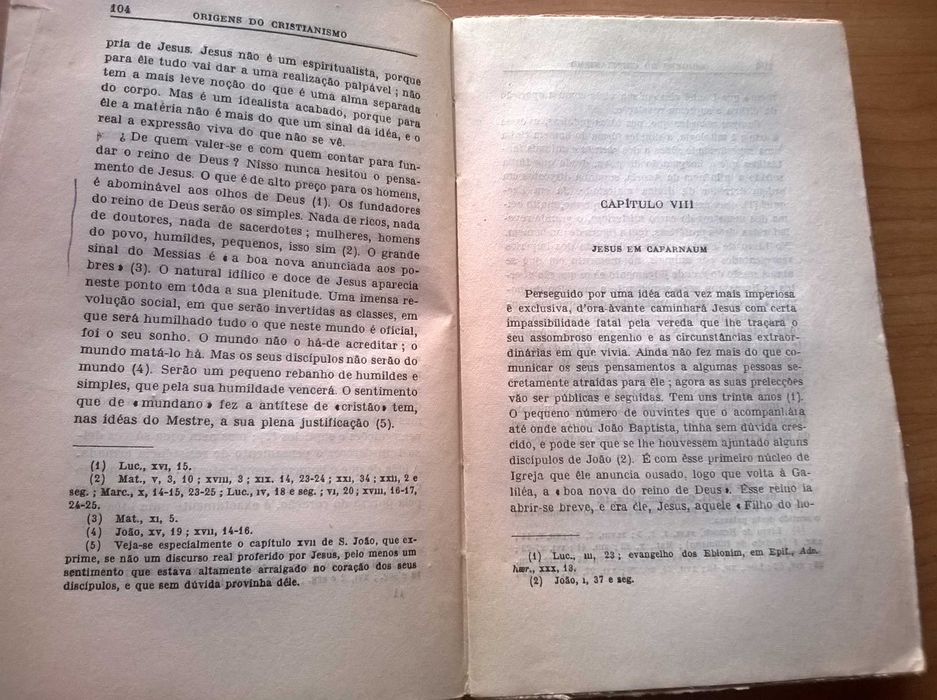 104
ORIGENS DO CRISTIANISMO
pria de Jesus. Jesus não é um espiritualista, porque
para êle tudo vai dar a uma realização palpável ; não
tem a mais leve noção do que é uma alma separada
do corpo. Mas é um idealista acabado, porque para
êle a matéria não é mais do que um sinal da idéa, e o
real a expressão viva do que não se vê.
¿ De quem valer-se e com quem contar para fun-
dar o reino de Deus ? Nisso nunca hesitou o pensa-
mento de Jesus. O que é de alto preço para os homens,
é abominável aos olhos de Deus (1). Os fundadores
do reino de Deus serão os simples. Nada de ricos, nada
de doutores, nada de sacerdotes ; mulheres, homens
do povo, humildes, pequenos, isso sim (2). O grande
sinal do Messias é «a boa nova anunciada aos po-
bres» (3). O natural idílico e doce de Jesus aparecia
neste ponto em tôda a sua plenitude. Uma imensa re-
volução social, em que serão invertidas as classes, em
que será humilhado tudo o que neste mundo é oficial,
foi o seu sonho. O mundo não o há-de acreditar ; o
mundo matá-lo há. Mas os seus discípulos não serão do
mundo (4). Serão um pequeno rebanho de humildes e
simples, que pela sua humildade vencerá. O sentimento
que de «mundano» fez a antítese de «cristão» tem,
nas idéas do Mestre, a sua plena justificação (5).
(1) Luc., XVI, 15.
(2) Mat., V, 3, 10 ; XVIII, 3 ; XIX. 14, 23-24 ; XXI, 34 ; XXII, 2 e
seg. ; Marc., X, 14-15, 23-25 ; Luc., IV, 18 e seg. ; VI, 20 ; XVIII, 16-17,
24-25.
(3) Mat., XI, 5.
(4) João, XV, 19 ; XVII, 14-16.
(5) Veja-se especialmente o capítulo XVII de S. João, que ex-
prime, se não um discurso real proferido por Jesus, pelo menos um
sentimento que estava altamente arraigado no coração dos seus
discípulos, e que sem dúvida provinha dêle.
CAPÍTULO VIII
JESUS EM CAFARNAUM
Perseguido por uma idéa cada vez mais imperiosa
e exclusiva, d'ora-àvante caminhará Jesus com certa
impassibilidade fatal pela vereda que lhe traçará o
seu assombroso engenho e as circunstâncias extraor-
dinárias em que vivia. Ainda não fez mais do que co-
municar os seus pensamentos a algumas pessoas se-
cretamente atraídas para êle ; agora as suas prelecções
vão ser públicas e seguidas. Tem uns trinta anos (1).
O pequeno número de ouvintes que o acompanhára
até onde achou João Baptista, tinha sem dúvida cres-
cido, e pode ser que se lhe houvessem ajuntado alguns
discípulos de João (2). É com êsse primeiro núcleo de
Igreja que êle anuncia ousado, logo que volta à Ga-
liléa, a «boa nova do reino de Deus». Êsse reino ia
abrir-se breve, e era êle, Jesus, aquele «Filho do ho-
(1) Luc., III, 23 ; evangelho dos Ebionim, em Epif., Adv.
hær., XXX, 13.
(2) João, I, 37 e seg.